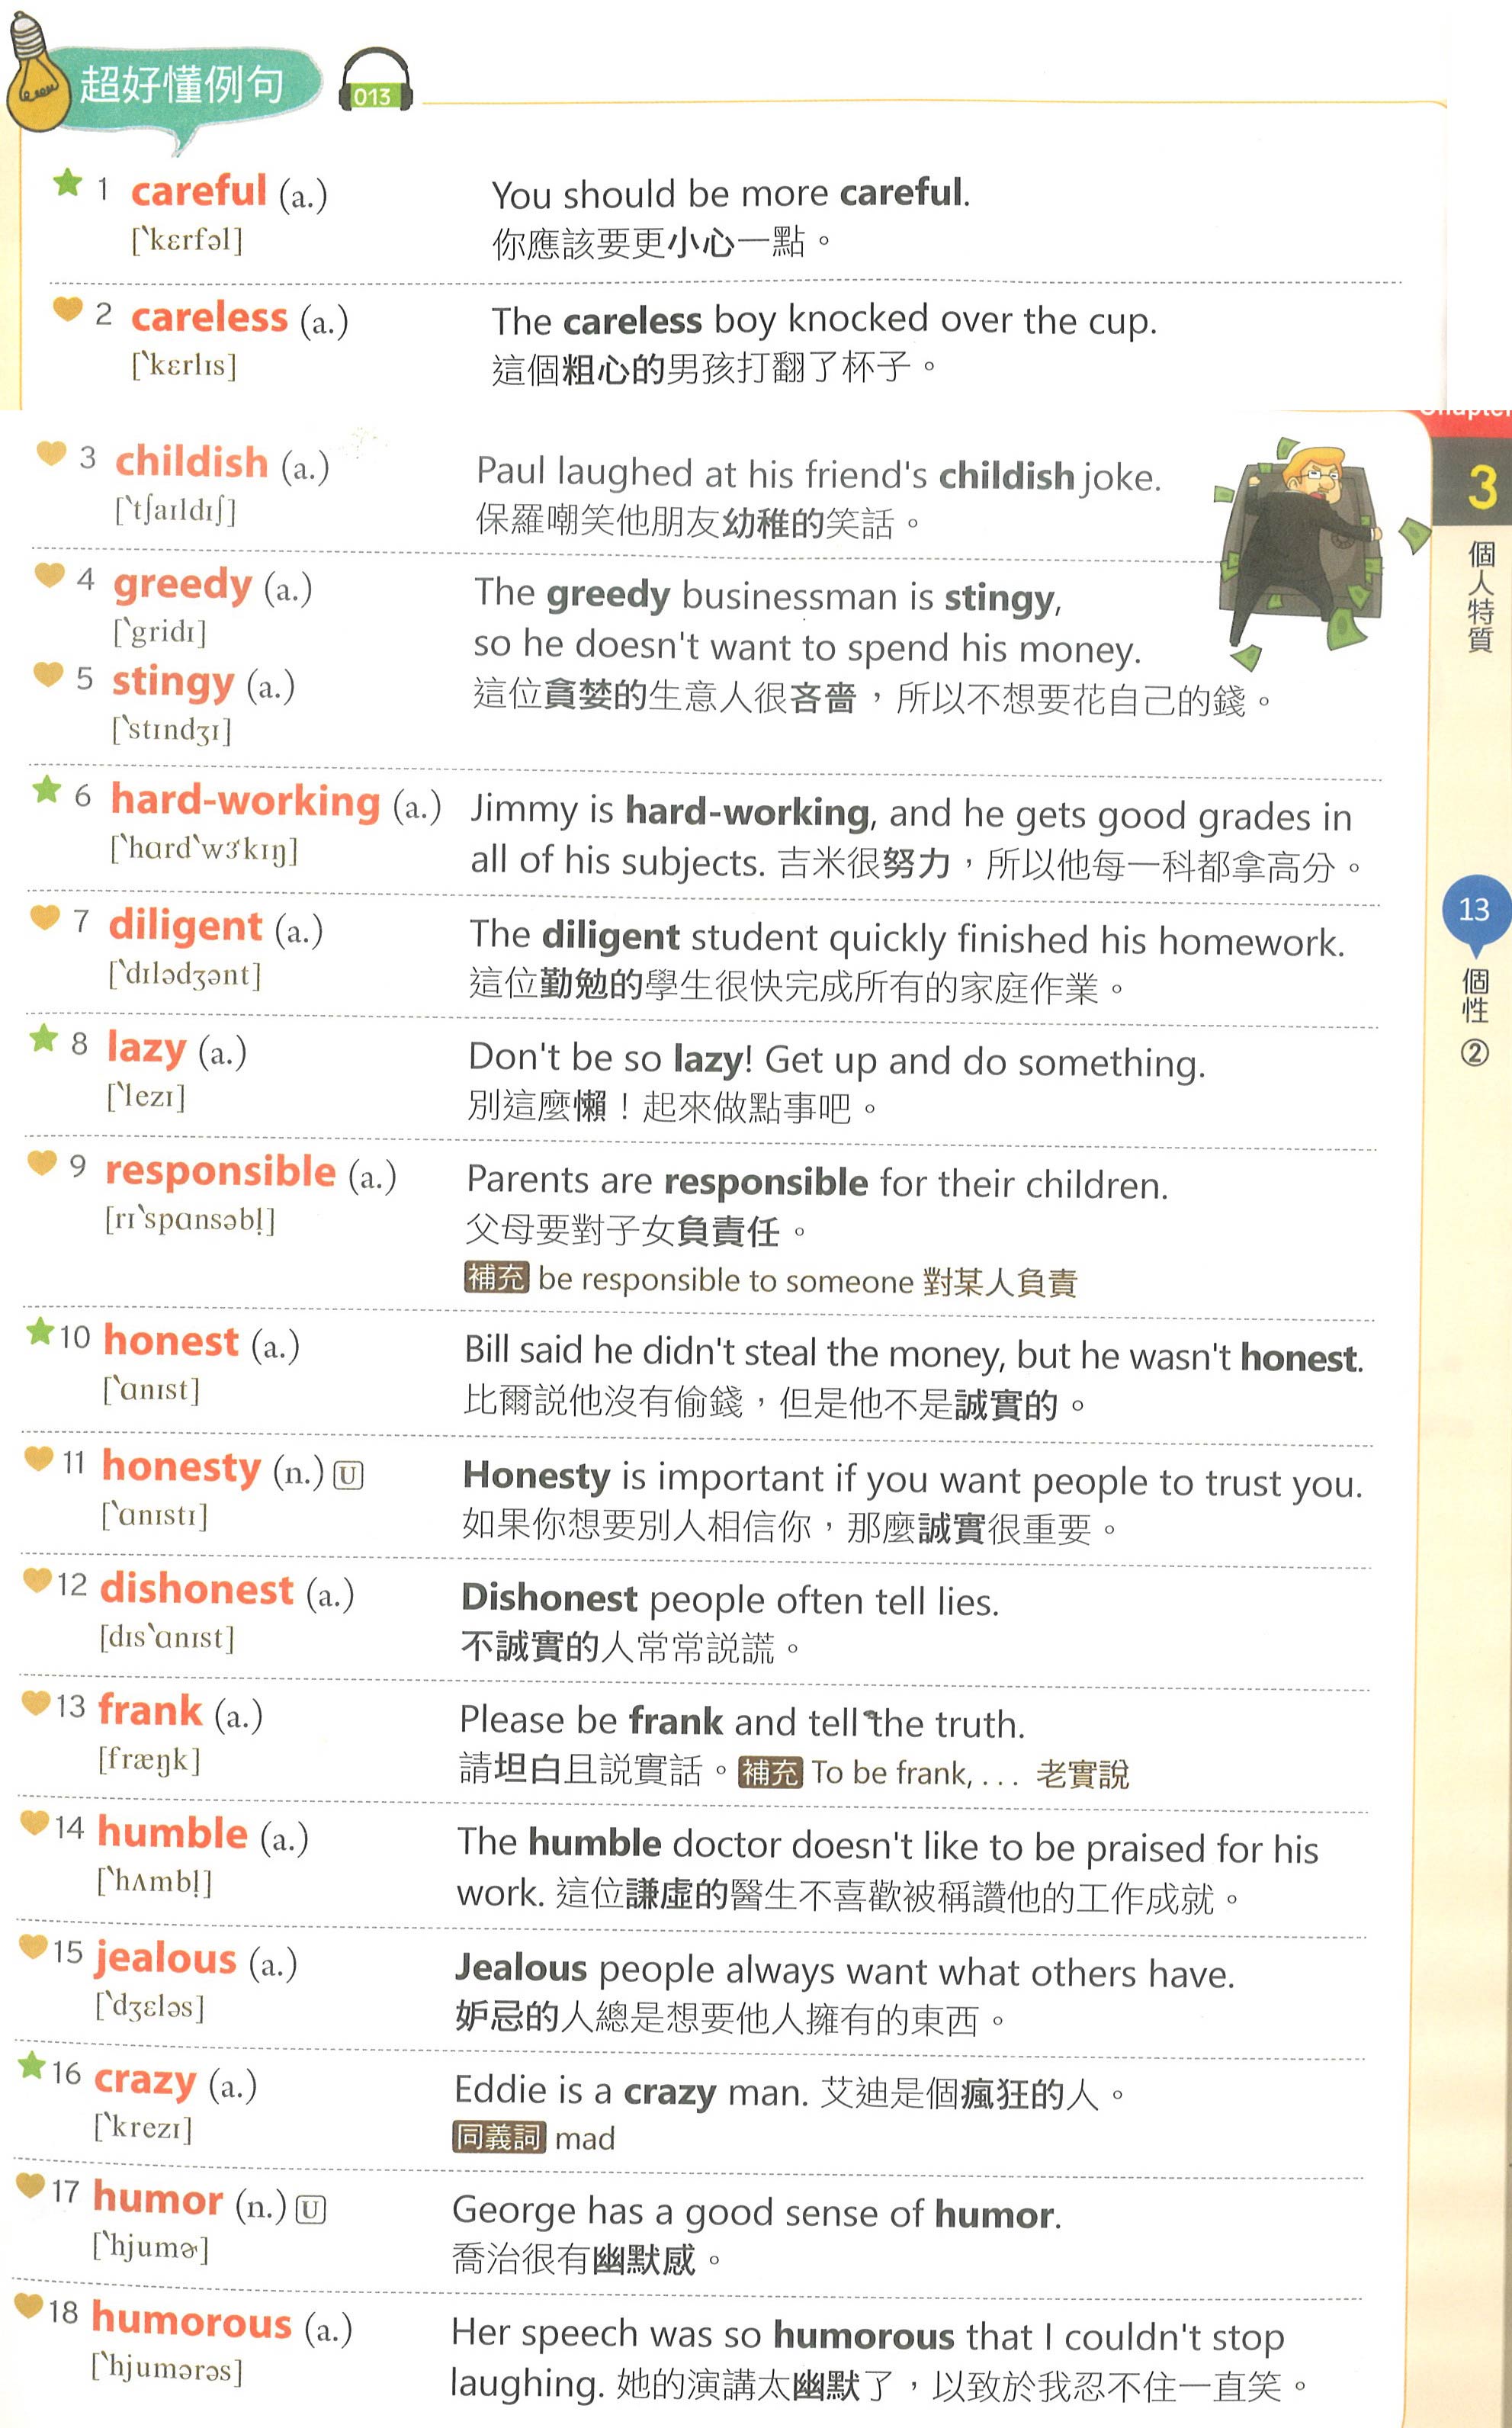 超好懂例句
013
1 careful (a.)
[ˋkɛrfəl]
You should be more careful.
你應該要更小心一點。
2 careless (a.)
[ˋkɛrlɪs]
The careless boy knocked over the cup.
這個粗心的男孩打翻了杯子。
3 childish (a.)
[ˋtʃaɪldɪʃ]
Paul laughed at his friend's childish joke.
保羅嘲笑他朋友幼稚的笑話。
4 greedy (a.)
[ˋgridɪ]
5 stingy (a.)
[ˋstɪndʒɪ]
The greedy businessman is stingy,
so he doesn't want to spend his money.
這位貪婪的生意人很吝嗇，所以不想要花自己的錢。
6 hard-working (a.)
[ˋhɑrdˋwɝkɪŋ]
Jimmy is hard-working, and he gets good grades in
all of his subjects. 吉米很努力，所以他每一科都拿高分。
7 diligent (a.)
[ˋdɪlədʒənt]
The diligent student quickly finished his homework.
這位勤勉的學生很快完成所有的家庭作業。
8 lazy (a.)
[ˋlezɪ]
Don't be so lazy! Get up and do something.
別這麼懶！起來做點事吧。
9 responsible (a.)
[rɪˋspɑnsəbḷ]
Parents are responsible for their children.
父母要對子女負責任。
補充 be responsible to someone 對某人負責
10 honest (a.)
[ˋɑnɪst]
Bill said he didn't steal the money, but he wasn't honest.
比爾說他沒有偷錢，但是他不是誠實的。
11 honesty (n.) U
[ˋɑnɪstɪ]
Honesty is important if you want people to trust you.
如果你想要別人相信你，那麼誠實很重要。
12 dishonest (a.)
[dɪsˋɑnɪst]
Dishonest people often tell lies.
不誠實的人常常說謊。
13 frank (a.)
[fræŋk]
Please be frank and tell the truth.
請坦白且說實話。補充 To be frank, . . . 老實說
14 humble (a.)
[ˋhʌmbḷ]
The humble doctor doesn't like to be praised for his
work. 這位謙虛的醫生不喜歡被稱讚他的工作成就。
15 jealous (a.)
[ˋdʒɛləs]
Jealous people always want what others have.
妒忌的人總是想要他人擁有的東西。
16 crazy (a.)
[ˋkrezɪ]
Eddie is a crazy man. 艾迪是個瘋狂的人。
同義詞 mad
17 humor (n.) U
[ˋhjumɚ]
George has a good sense of humor.
喬治很有幽默感。
18 humorous (a.)
[ˋhjumərəs]
Her speech was so humorous that I couldn't stop
laughing. 她的演講太幽默了，以致於我忍不住一直笑。
3
個人特質
13
個性②